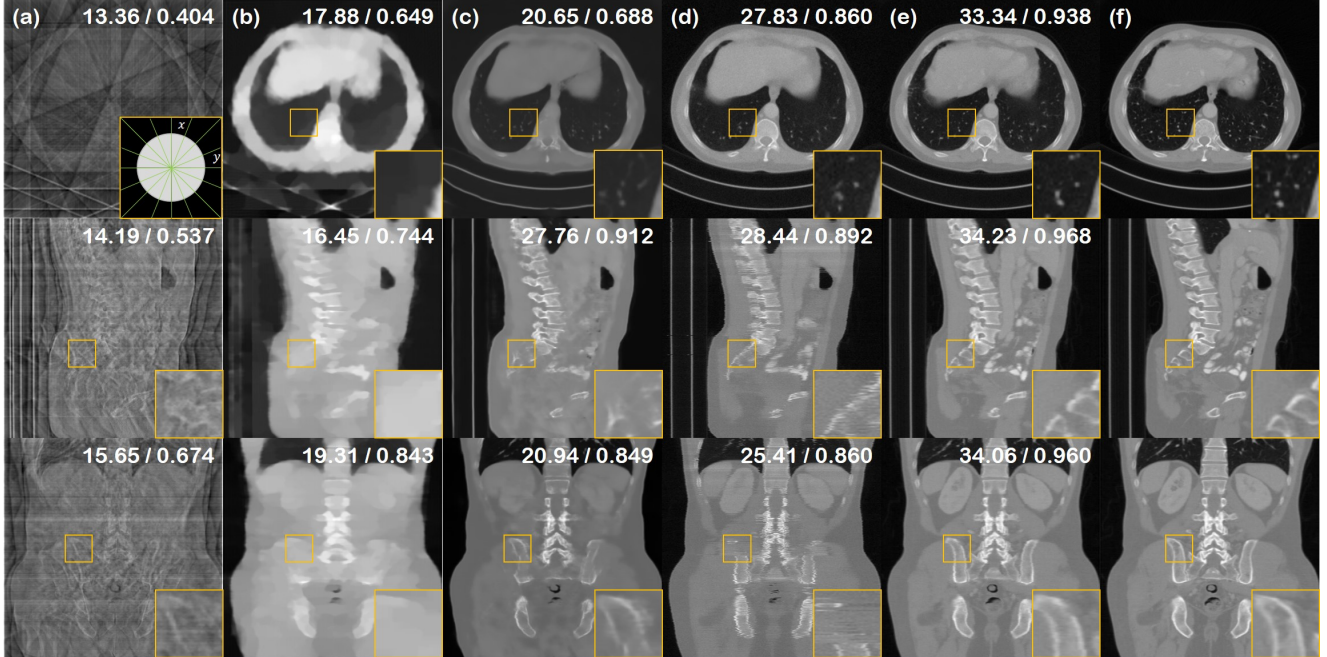 (a) 13.36 / 0.404 (b) 17.88 / 0.649 (c) 20.65 / 0.688 (d) 27.83 / 0.860 (e) 33.34 / 0.938 (f)
x
y
14.19 / 0.537 16.45 / 0.744 27.76 / 0.912 28.44 / 0.892 34.23 / 0.968
15.65 / 0.674 19.31 / 0.843 20.94 / 0.849 25.41 / 0.860 34.06 / 0.960